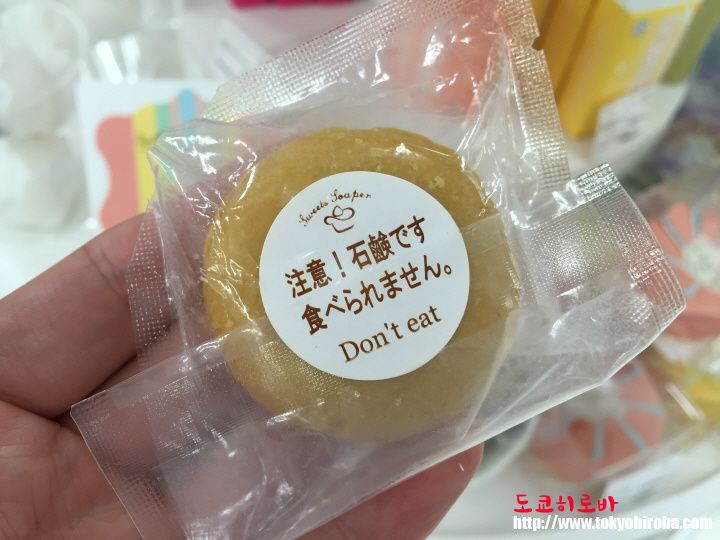 Sweets Soaper
注意！石鹸です
食べられません。
Don't eat
도쿄히로바
http://www.tokyohiroba.com